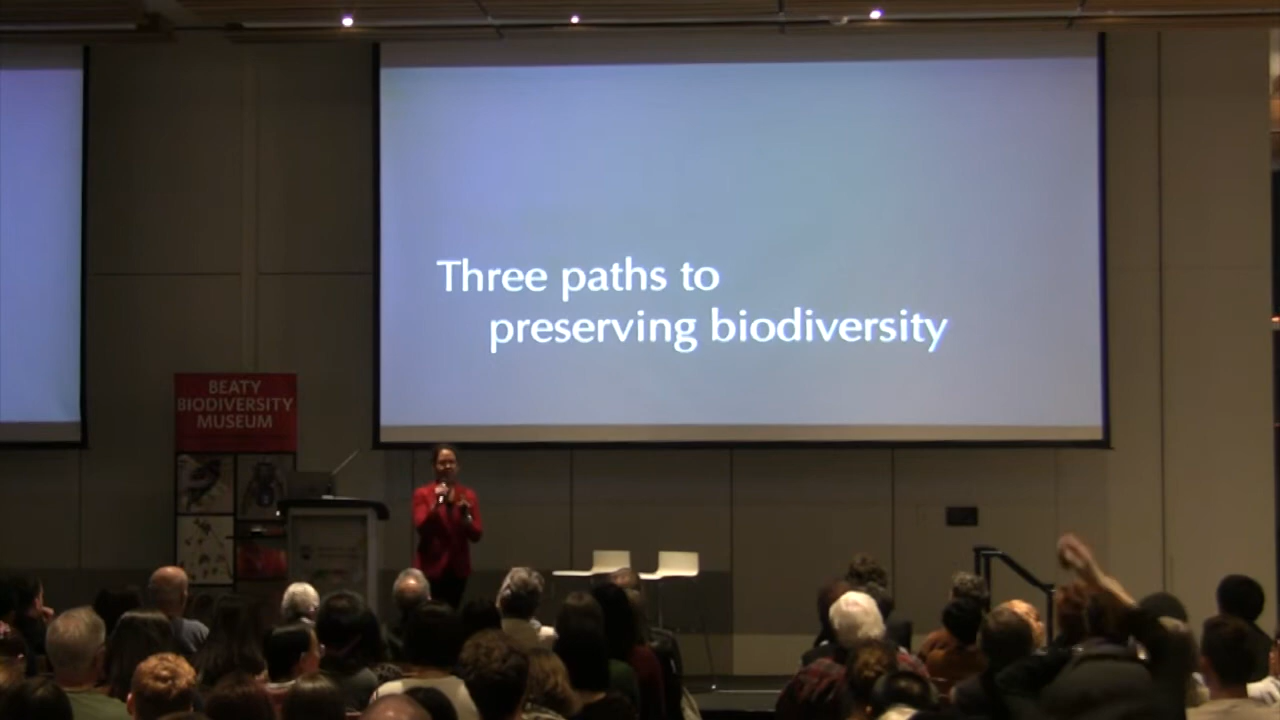 Three paths to
preserving biodiversity
BEATY
BIODIVERSITY
MUSEUM